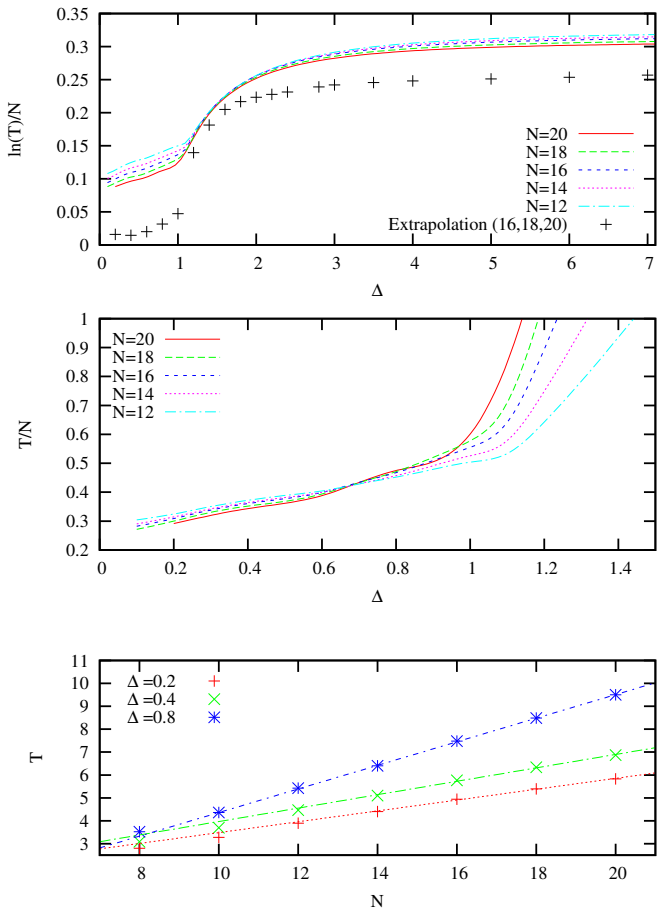 0.35
0.3
0.25
0.2
0.15
0.1
0.05
0
ln(T)/N
N=20
N=18
N=16
N=14
N=12
Extrapolation (16,18,20)
0 1 2 3 4 5 6 7
Δ
1
0.9
0.8
0.7
0.6
0.5
0.4
0.3
0.2
T/N
N=20
N=18
N=16
N=14
N=12
0 0.2 0.4 0.6 0.8 1 1.2 1.4
Δ
11
10
9
8
7
6
5
4
3
T
Δ =0.2
Δ =0.4
Δ =0.8
8 10 12 14 16 18 20
N